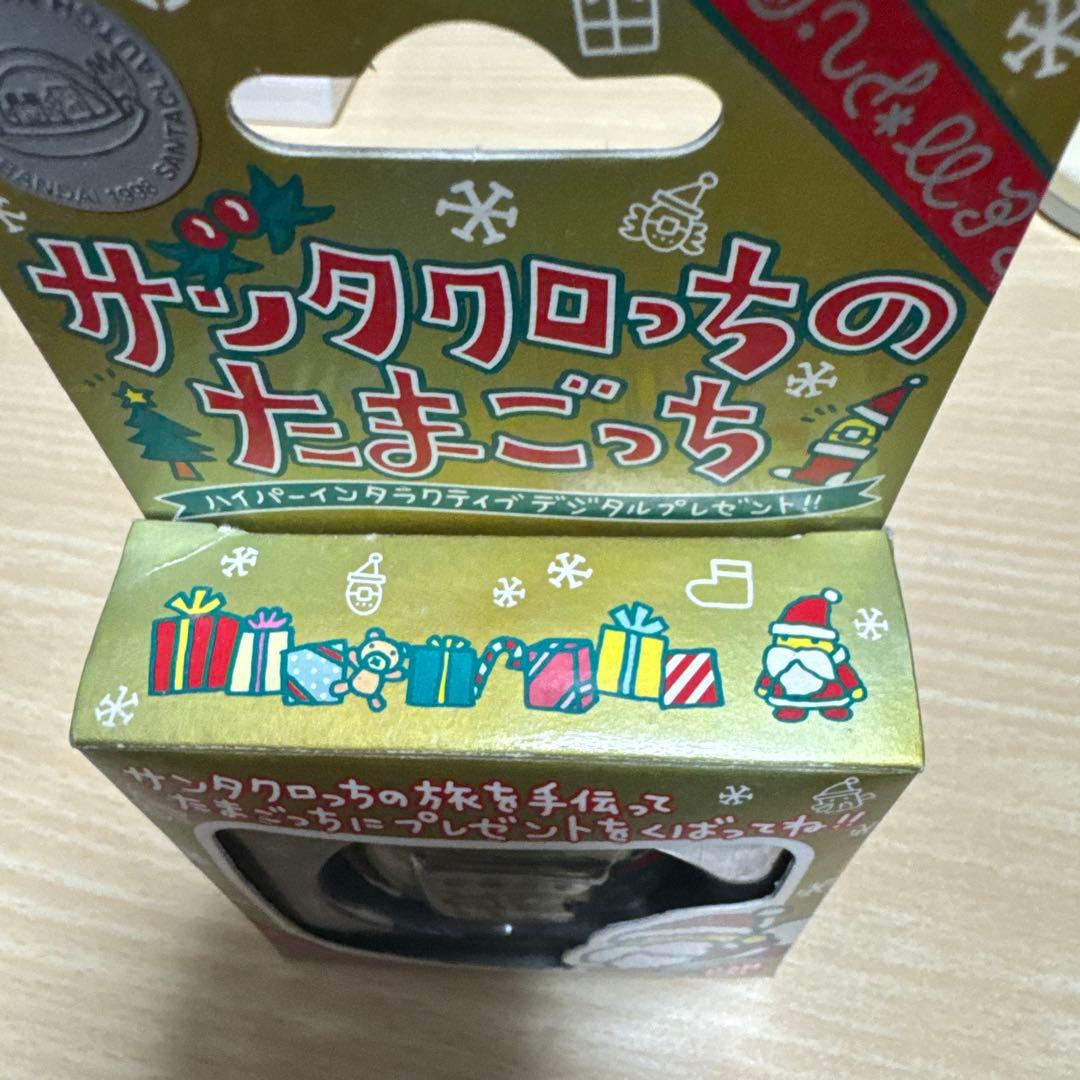 BANDAI 1998 SANTACLAUTCH
サンタクロっちの
たまごっち
ハイパーインタラクティブデジタルプレゼント!!
サンタクロっちの旅を手伝って
たまごっちにプレゼントをくばってね!!